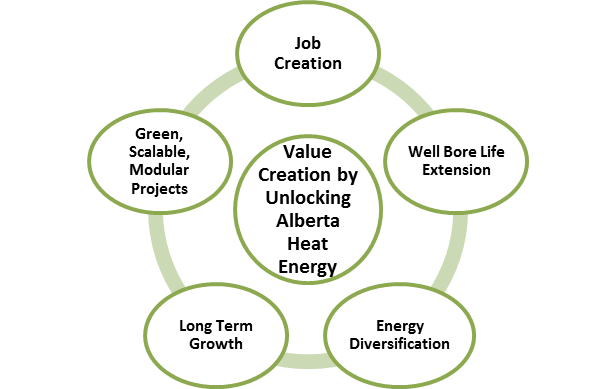 Job
Creation
Well Bore Life
Extension
Energy
Diversification
Long Term
Growth
Green,
Scalable,
Modular
Projects
Value
Creation by
Unlocking
Alberta
Heat
Energy